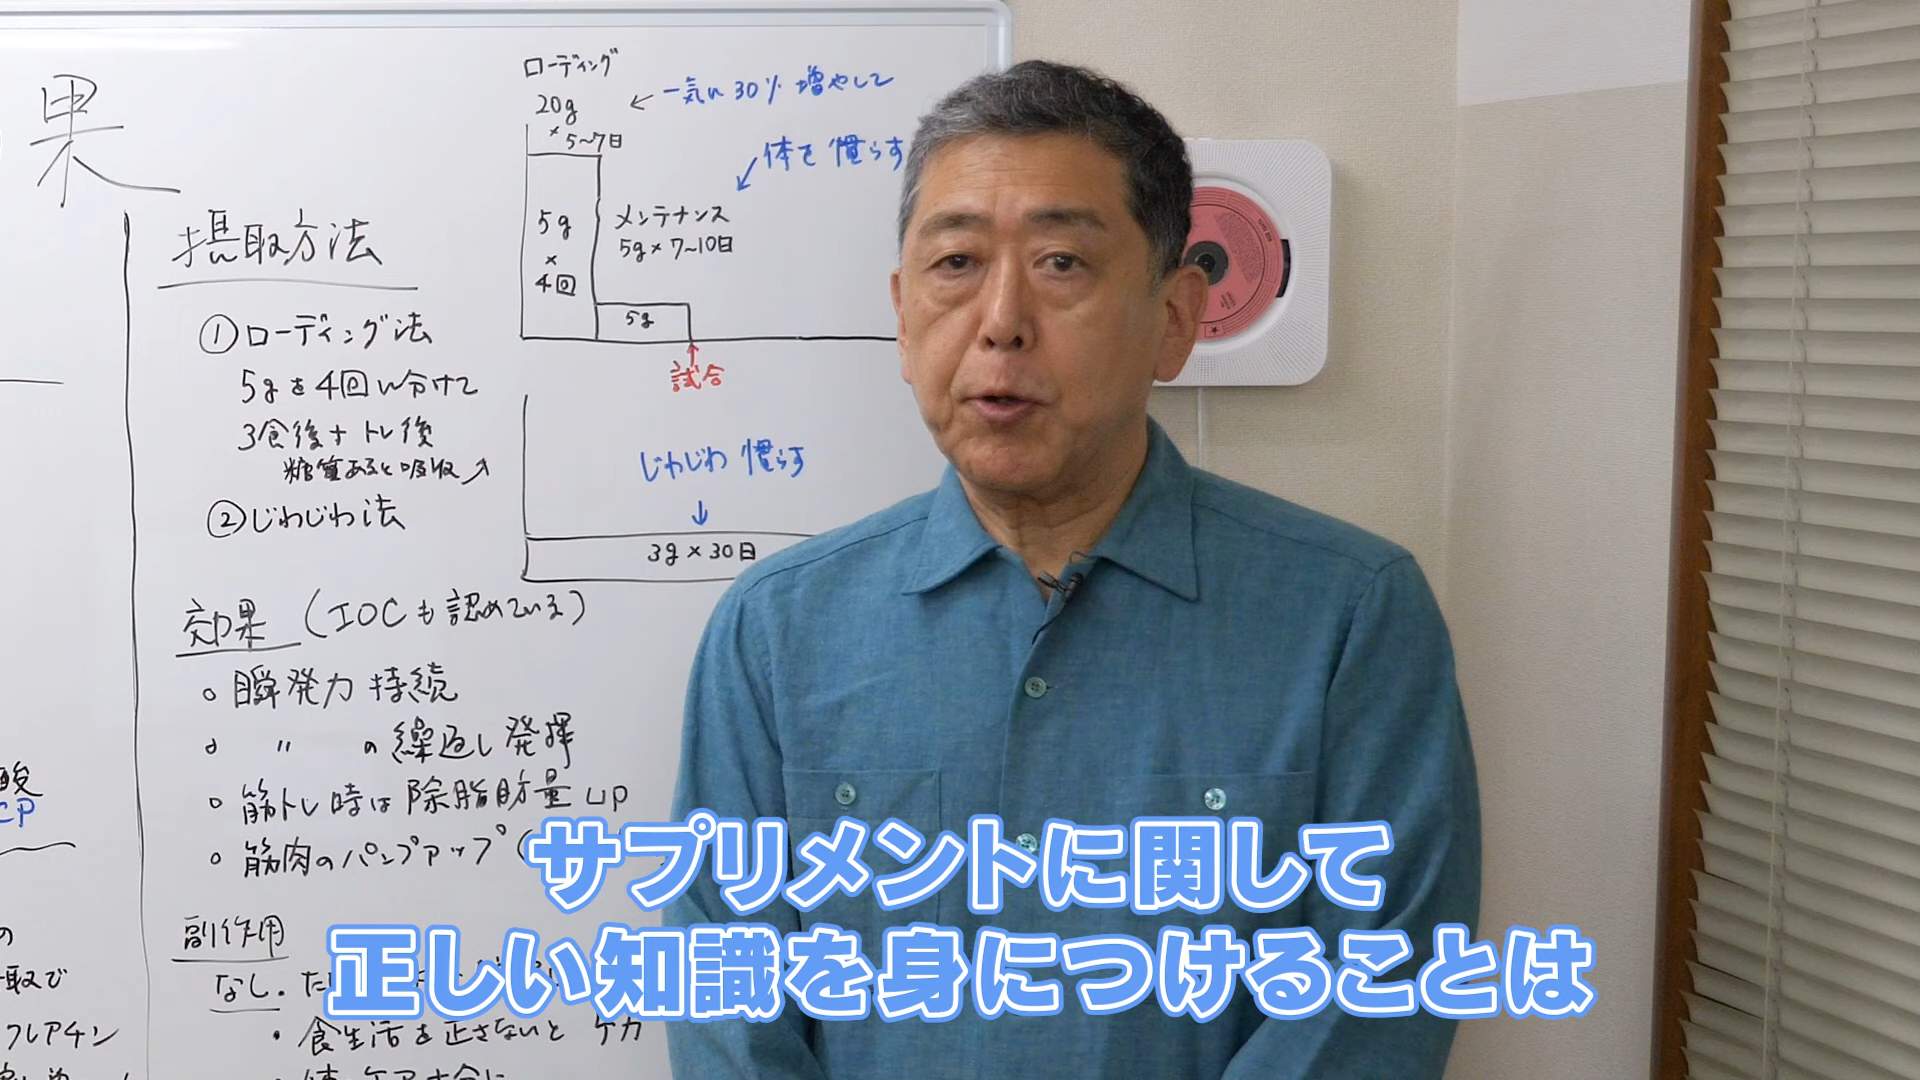 果
摂取方法
①ローディング法
5gを4回に分けて
3食後+トレ後
糖質あると吸収↗
②じわじわ法
ローディング
20g
×5~7日
5g
×
4回
←一気に30%増やして
体を慣らす
メンテナンス
5g×7~10日
5g
試合
じわじわ慣らす
3g×30日
効果(IOCも認めている)
○瞬発力持続
○ 〃 の繰返し発揮
○筋トレ時は除脂肪量up
○筋肉のパンプアップ(
酸
CP
副作用
なし.
・食生活を正さないとケガ
の
取で
クレアチン
サプリメントに関して
正しい知識を身につけることは